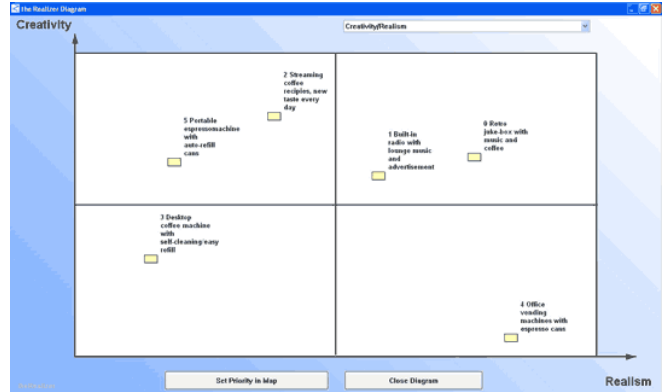 the Realizer Diagram
Creativity
Creativity/Realism
2 Streaming
coffee
recipies, new
taste every
day
5 Portable
espressomachine
with
auto-refill
cans
1 Built-in
radio with
lounge music
and
advertisement
0 Retro
juke-box with
music and
coffee
3 Desktop
coffee machine
with
self-cleaning/easy
refill
4 Office
vending
machines with
espresso cans
Set Priority in Map
Close Diagram
Realism